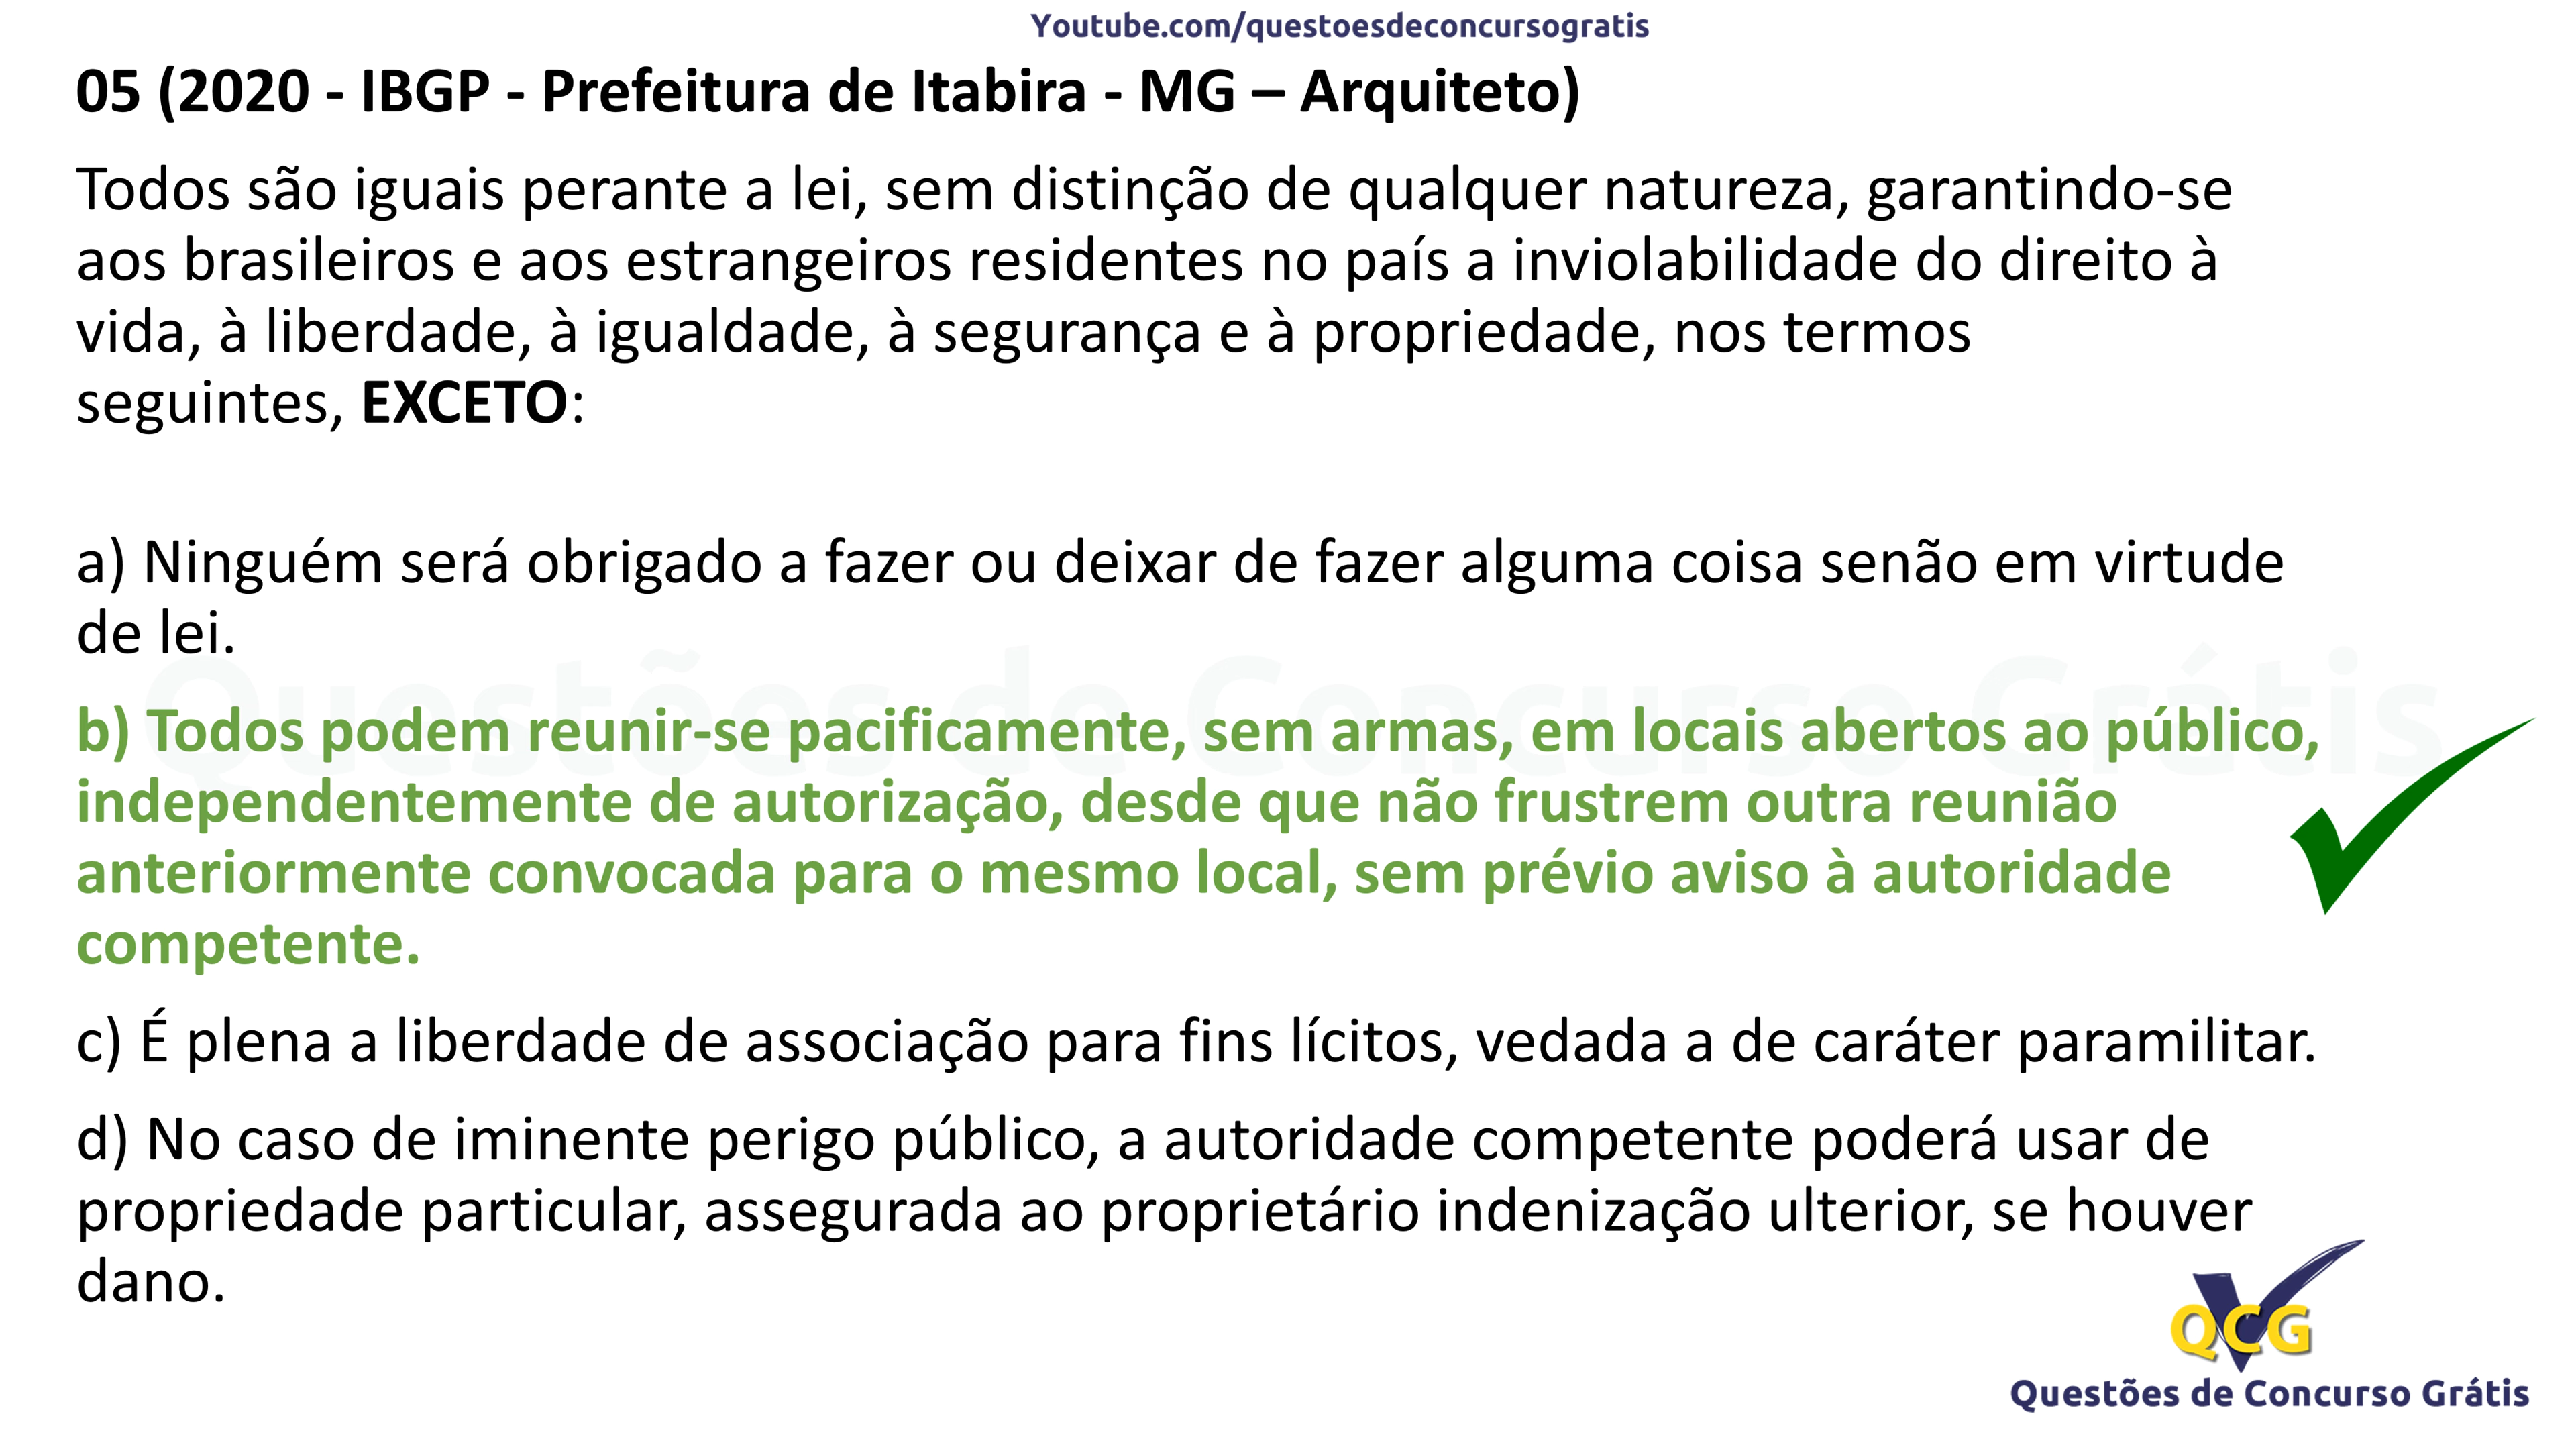 Youtube.com/questoesdeconcursogratis
05 (2020 - IBGP - Prefeitura de Itabira - MG – Arquiteto)
Todos são iguais perante a lei, sem distinção de qualquer natureza, garantindo-se
aos brasileiros e aos estrangeiros residentes no país a inviolabilidade do direito à
vida, à liberdade, à igualdade, à segurança e à propriedade, nos termos
seguintes, EXCETO:
a) Ninguém será obrigado a fazer ou deixar de fazer alguma coisa senão em virtude
de lei.
Questões de Concurso Grátis
b) Todos podem reunir-se pacificamente, sem armas, em locais abertos ao público,
independentemente de autorização, desde que não frustrem outra reunião
anteriormente convocada para o mesmo local, sem prévio aviso à autoridade
competente.
c) É plena a liberdade de associação para fins lícitos, vedada a de caráter paramilitar.
d) No caso de iminente perigo público, a autoridade competente poderá usar de
propriedade particular, assegurada ao proprietário indenização ulterior, se houver
dano.
QCG
Questões de Concurso Grátis